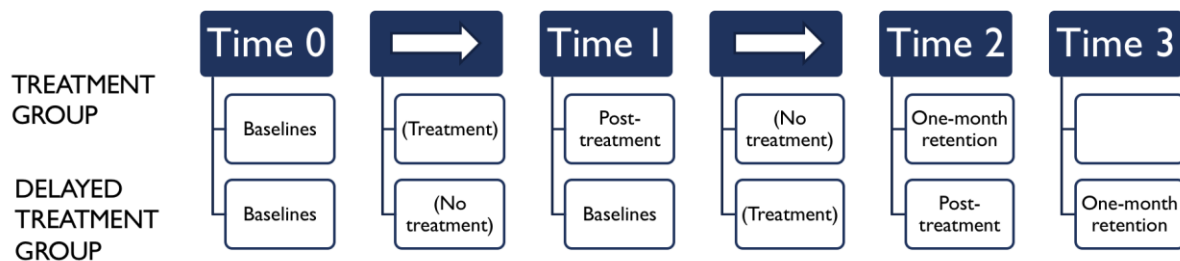 Time 0
Time 1
Time 2
Time 3
TREATMENT
GROUP
Baselines
(Treatment)
Post-
treatment
(No
treatment)
One-month
retention
DELAYED
TREATMENT
GROUP
Baselines
(No
treatment)
Baselines
(Treatment)
Post-
treatment
One-month
retention